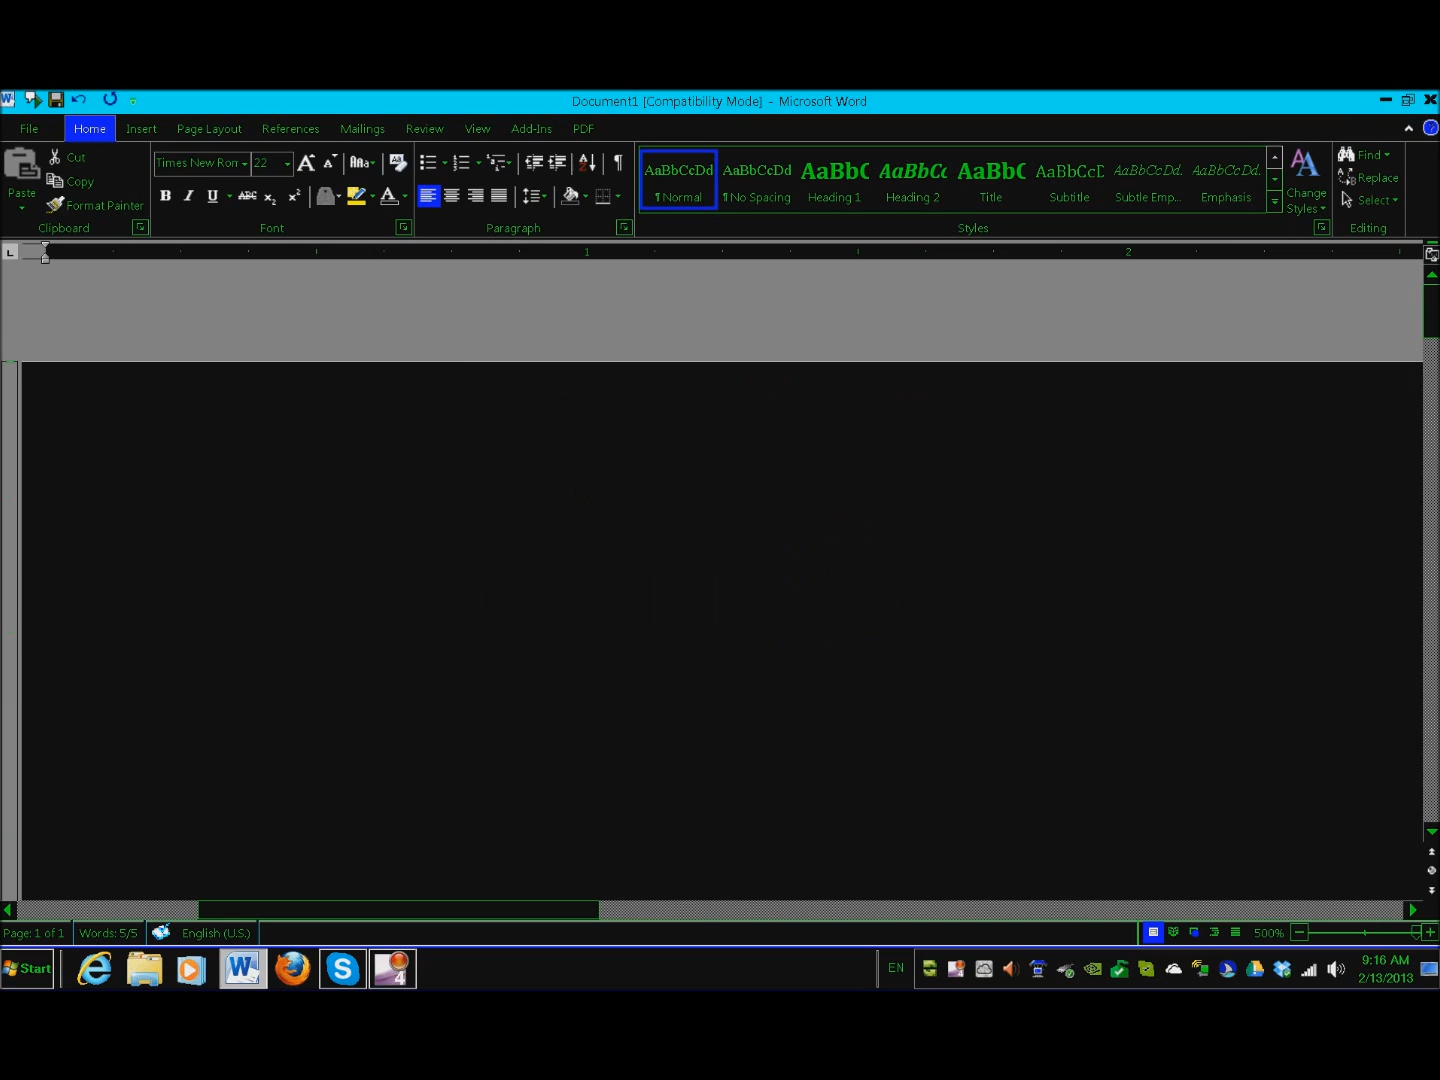 Document1 [Compatibility Mode] - Microsoft Word
File Home Insert Page Layout References Mailings Review View Add-Ins PDF
Paste
Cut
Copy
Format Painter
Clipboard
Times New Ron 22
Font
Paragraph
AaBbCcDd AaBbCcDd AaBbC AaBbCc AaBbC AaBbCcD AaBbCcDd. AaBbCcDd.
¶ Normal ¶ No Spacing Heading 1 Heading 2 Title Subtitle Subtle Emp... Emphasis
Change Styles
Styles
Find
Replace
Select
Editing
L 1 2
Page: 1 of 1 Words: 5/5 English (U.S.) 500%
Start EN 9:16 AM
2/13/2013